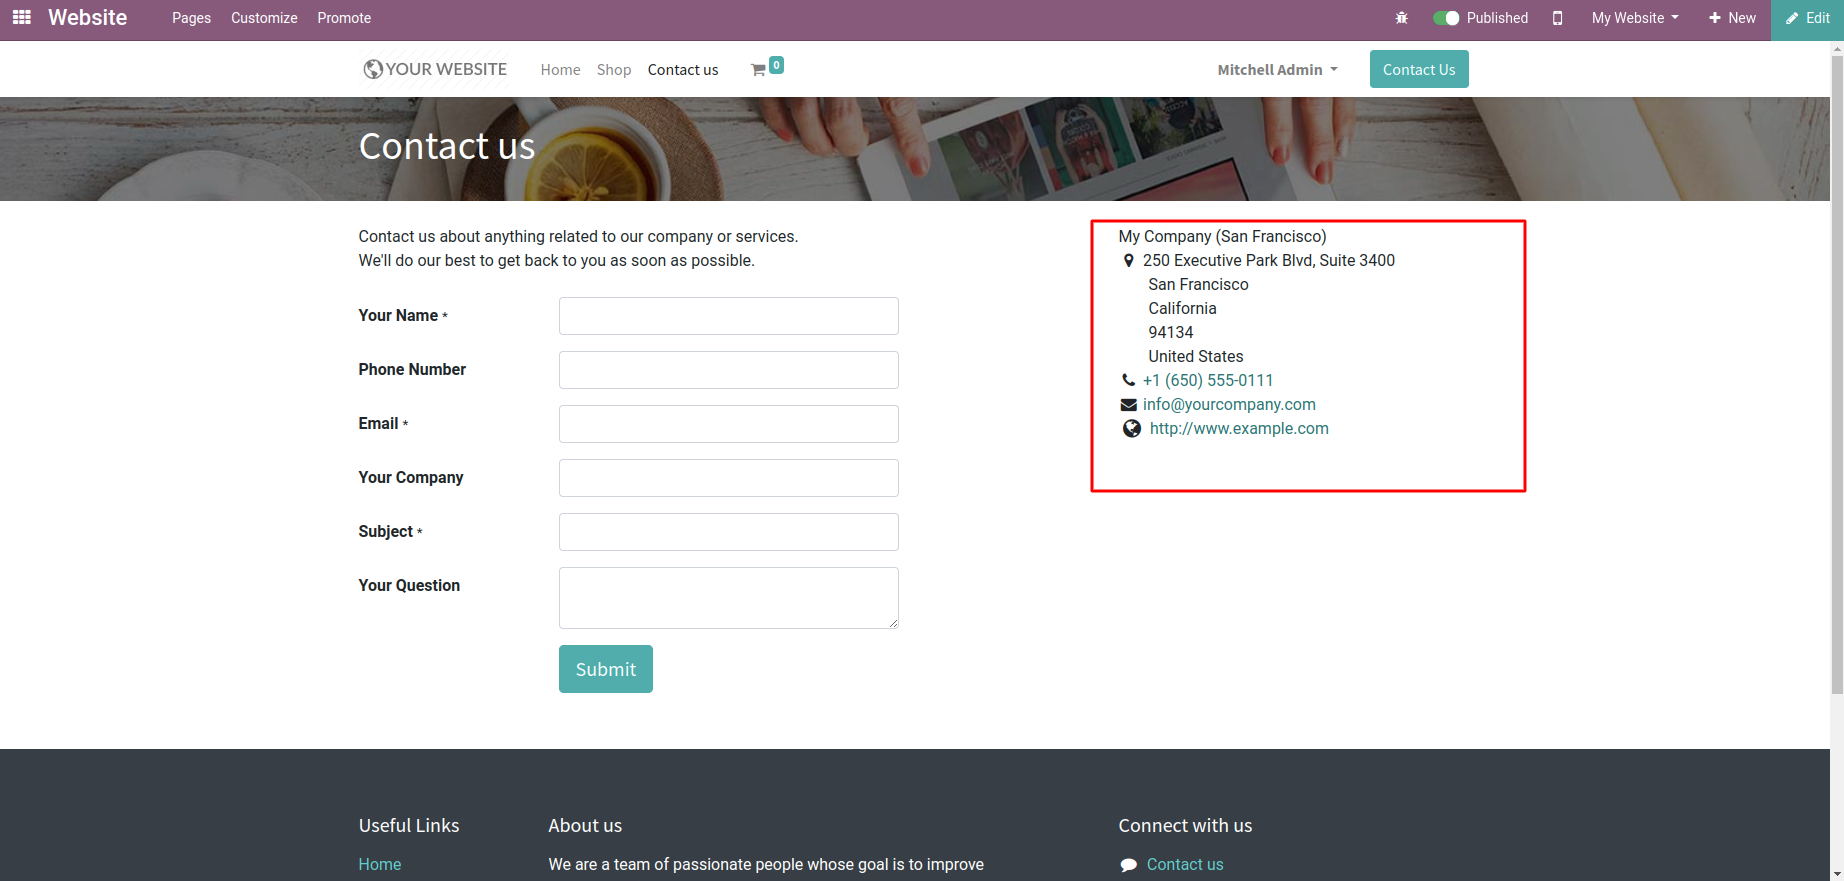 Website
Pages Customize Promote
Published
My Website
New
Edit
YOUR WEBSITE
Home Shop Contact us 0
Mitchell Admin
Contact Us
Contact us
Contact us about anything related to our company or services.
We'll do our best to get back to you as soon as possible.
Your Name *
Phone Number
Email *
Your Company
Subject *
Your Question
Submit
My Company (San Francisco)
250 Executive Park Blvd, Suite 3400
San Francisco
California
94134
United States
+1 (650) 555-0111
info@yourcompany.com
http://www.example.com
Useful Links
Home
About us
We are a team of passionate people whose goal is to improve
Connect with us
Contact us